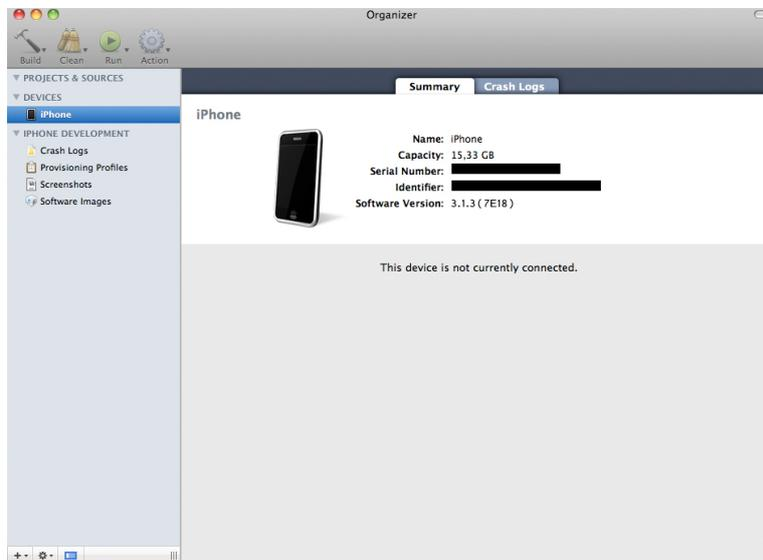 Organizer
Build Clean Run Action
PROJECTS & SOURCES
DEVICES
iPhone
IPHONE DEVELOPMENT
Crash Logs
Provisioning Profiles
Screenshots
Software Images
Summary Crash Logs
iPhone
Name: iPhone
Capacity: 15,33 GB
Serial Number:
Identifier:
Software Version: 3.1.3 (7E18)
This device is not currently connected.